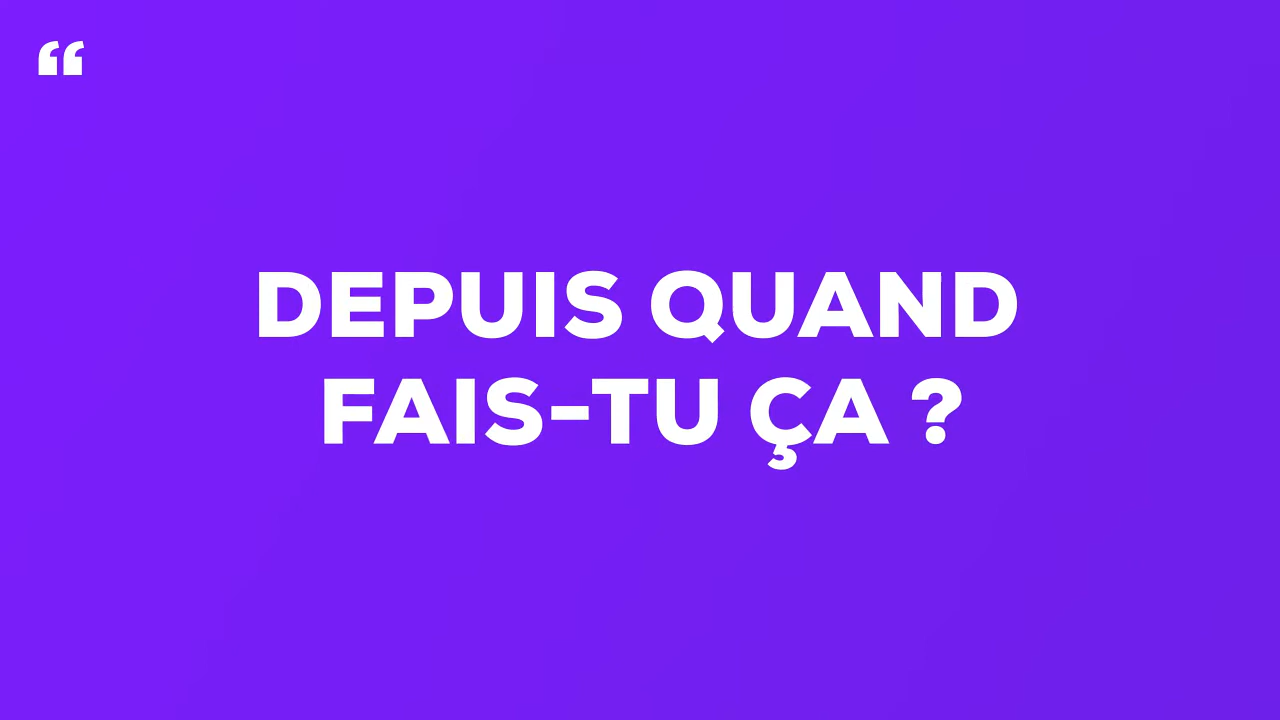 “
DEPUIS QUAND
FAIS-TU ÇA ?